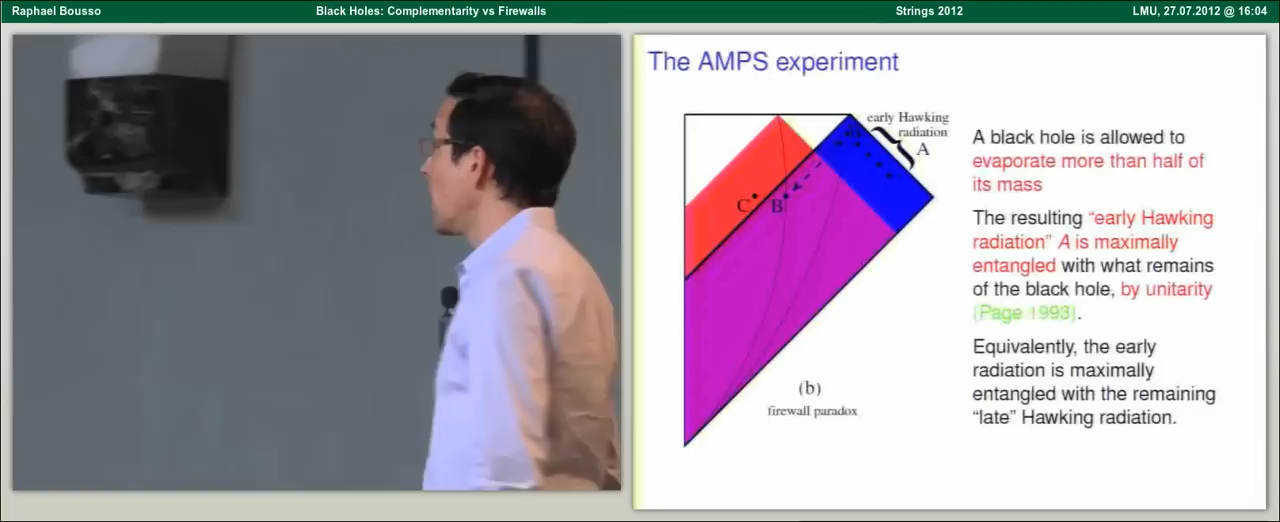 Raphael Bousso
Black Holes: Complementarity vs Firewalls
Strings 2012
LMU, 27.07.2012 @ 16:04
The AMPS experiment
early Hawking
radiation
A
C
B
(b)
firewall paradox
A black hole is allowed to
evaporate more than half of
its mass
The resulting “early Hawking
radiation” A is maximally
entangled with what remains
of the black hole, by unitarity
(Page 1993).
Equivalently, the early
radiation is maximally
entangled with the remaining
“late” Hawking radiation.